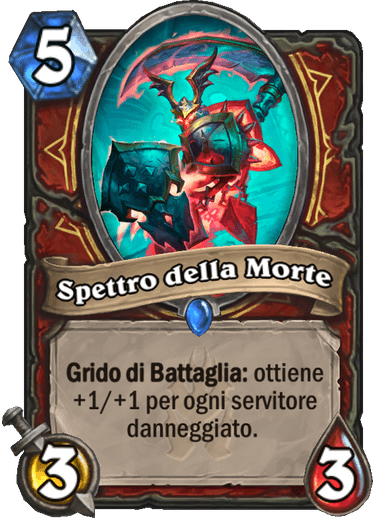 5
Spettro della Morte
Grido di Battaglia: ottiene
+1/+1 per ogni servitore
danneggiato.
3
3